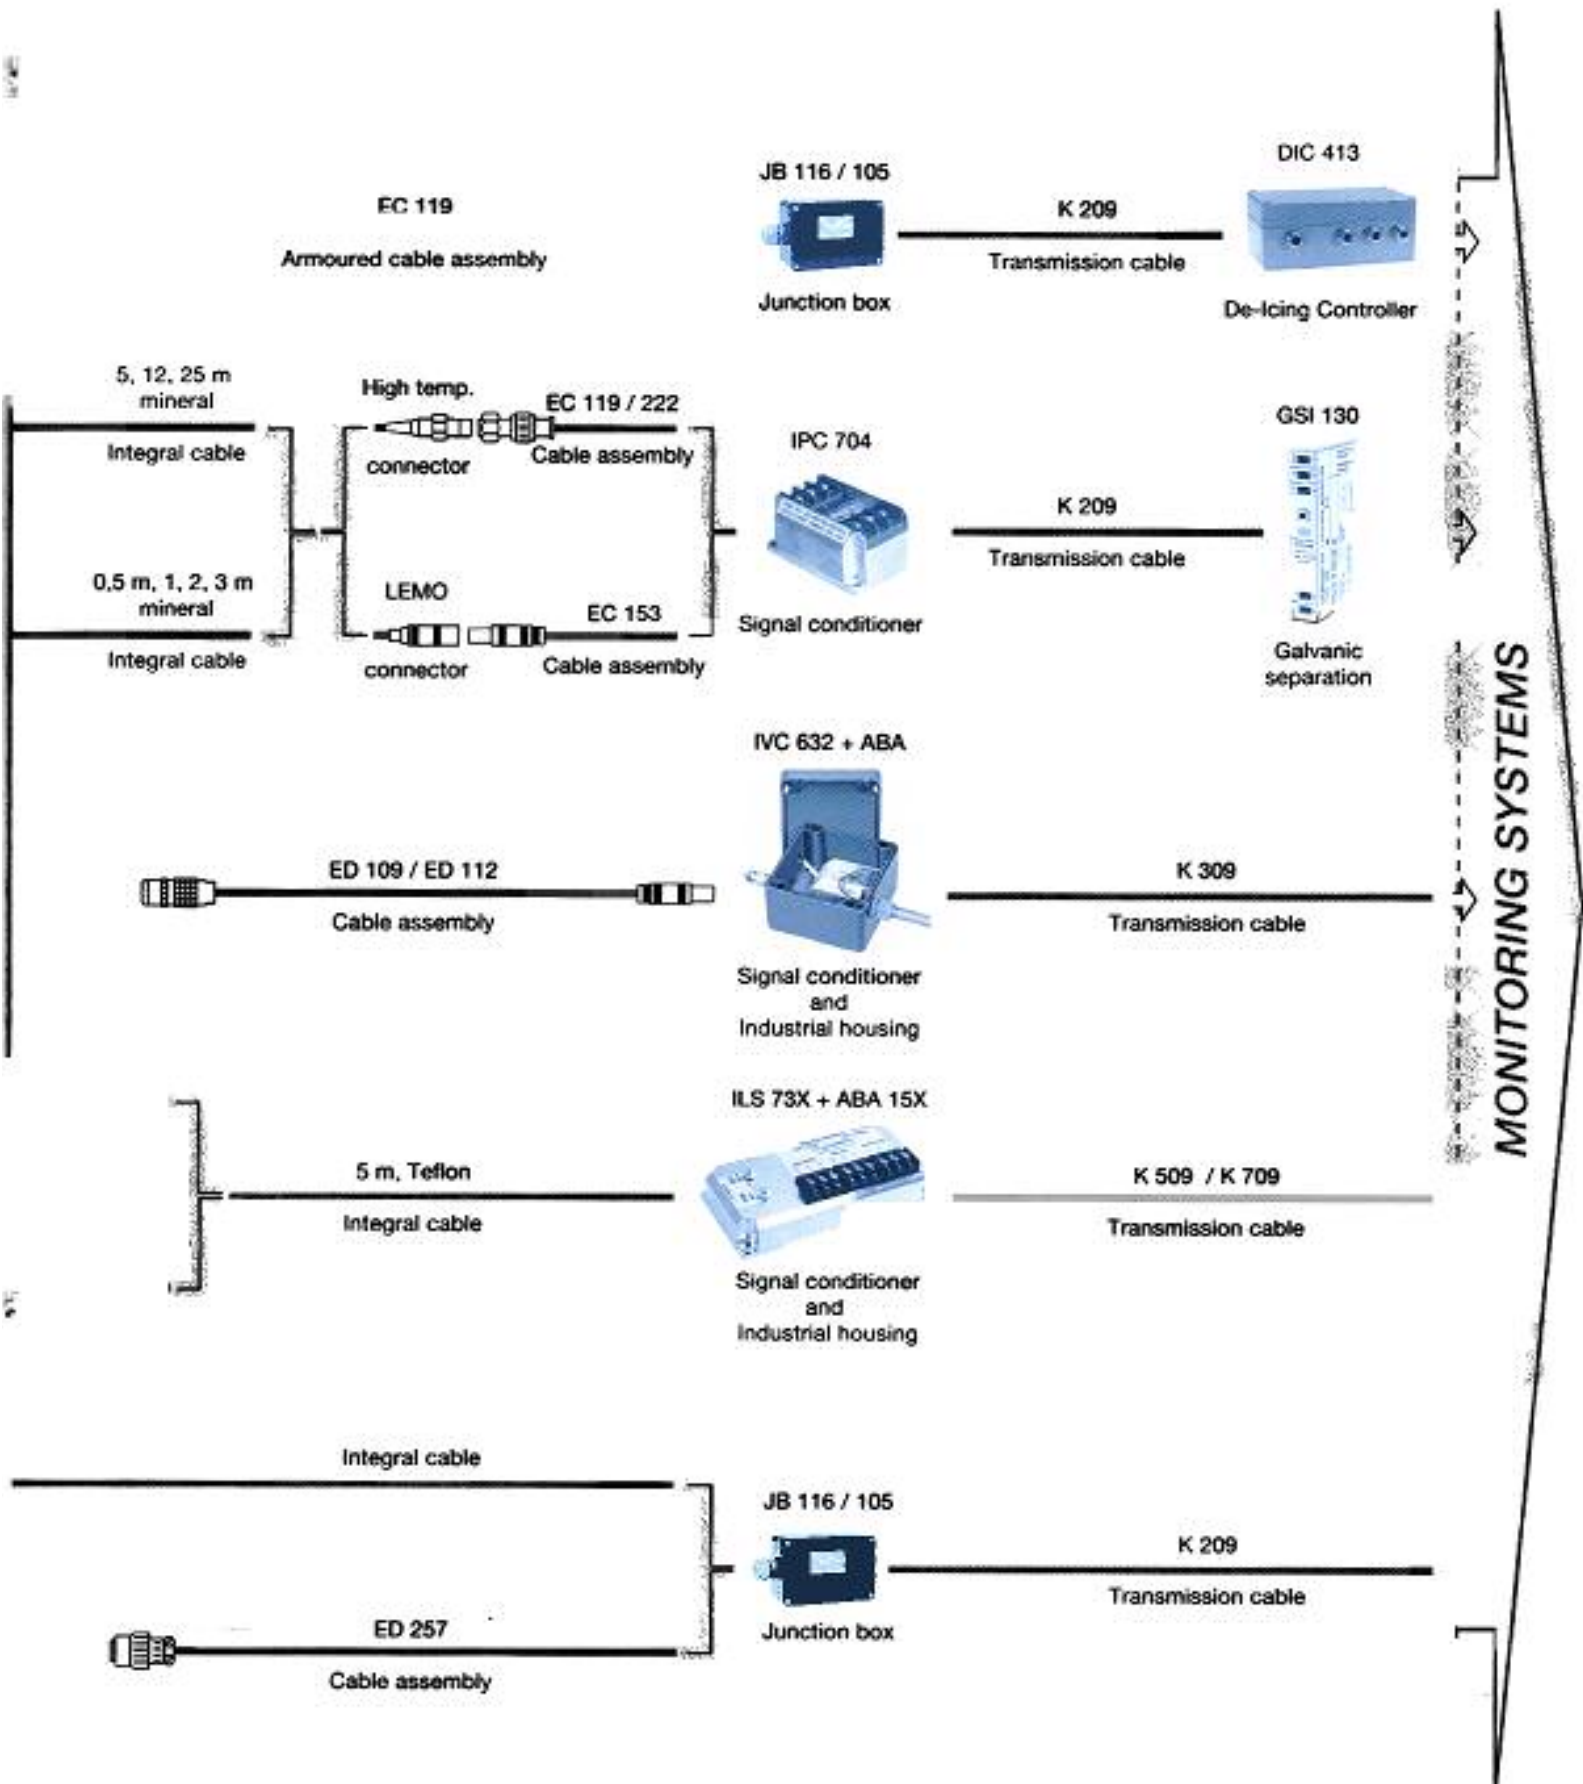 EC 119
Armoured cable assembly
JB 116 / 105
Junction box
K 209
Transmission cable
DIC 413
De-Icing Controller
5, 12, 25 m
mineral
Integral cable
High temp.
connector
EC 119 / 222
Cable assembly
0,5 m, 1, 2, 3 m
mineral
Integral cable
LEMO
connector
EC 153
Cable assembly
IPC 704
Signal conditioner
K 209
Transmission cable
GSI 130
Galvanic
separation
ED 109 / ED 112
Cable assembly
IVC 632 + ABA
Signal conditioner
and
Industrial housing
K 309
Transmission cable
5 m, Teflon
Integral cable
ILS 73X + ABA 15X
Signal conditioner
and
Industrial housing
K 509 / K 709
Transmission cable
Integral cable
ED 257
Cable assembly
JB 116 / 105
Junction box
K 209
Transmission cable
MONITORING SYSTEMS